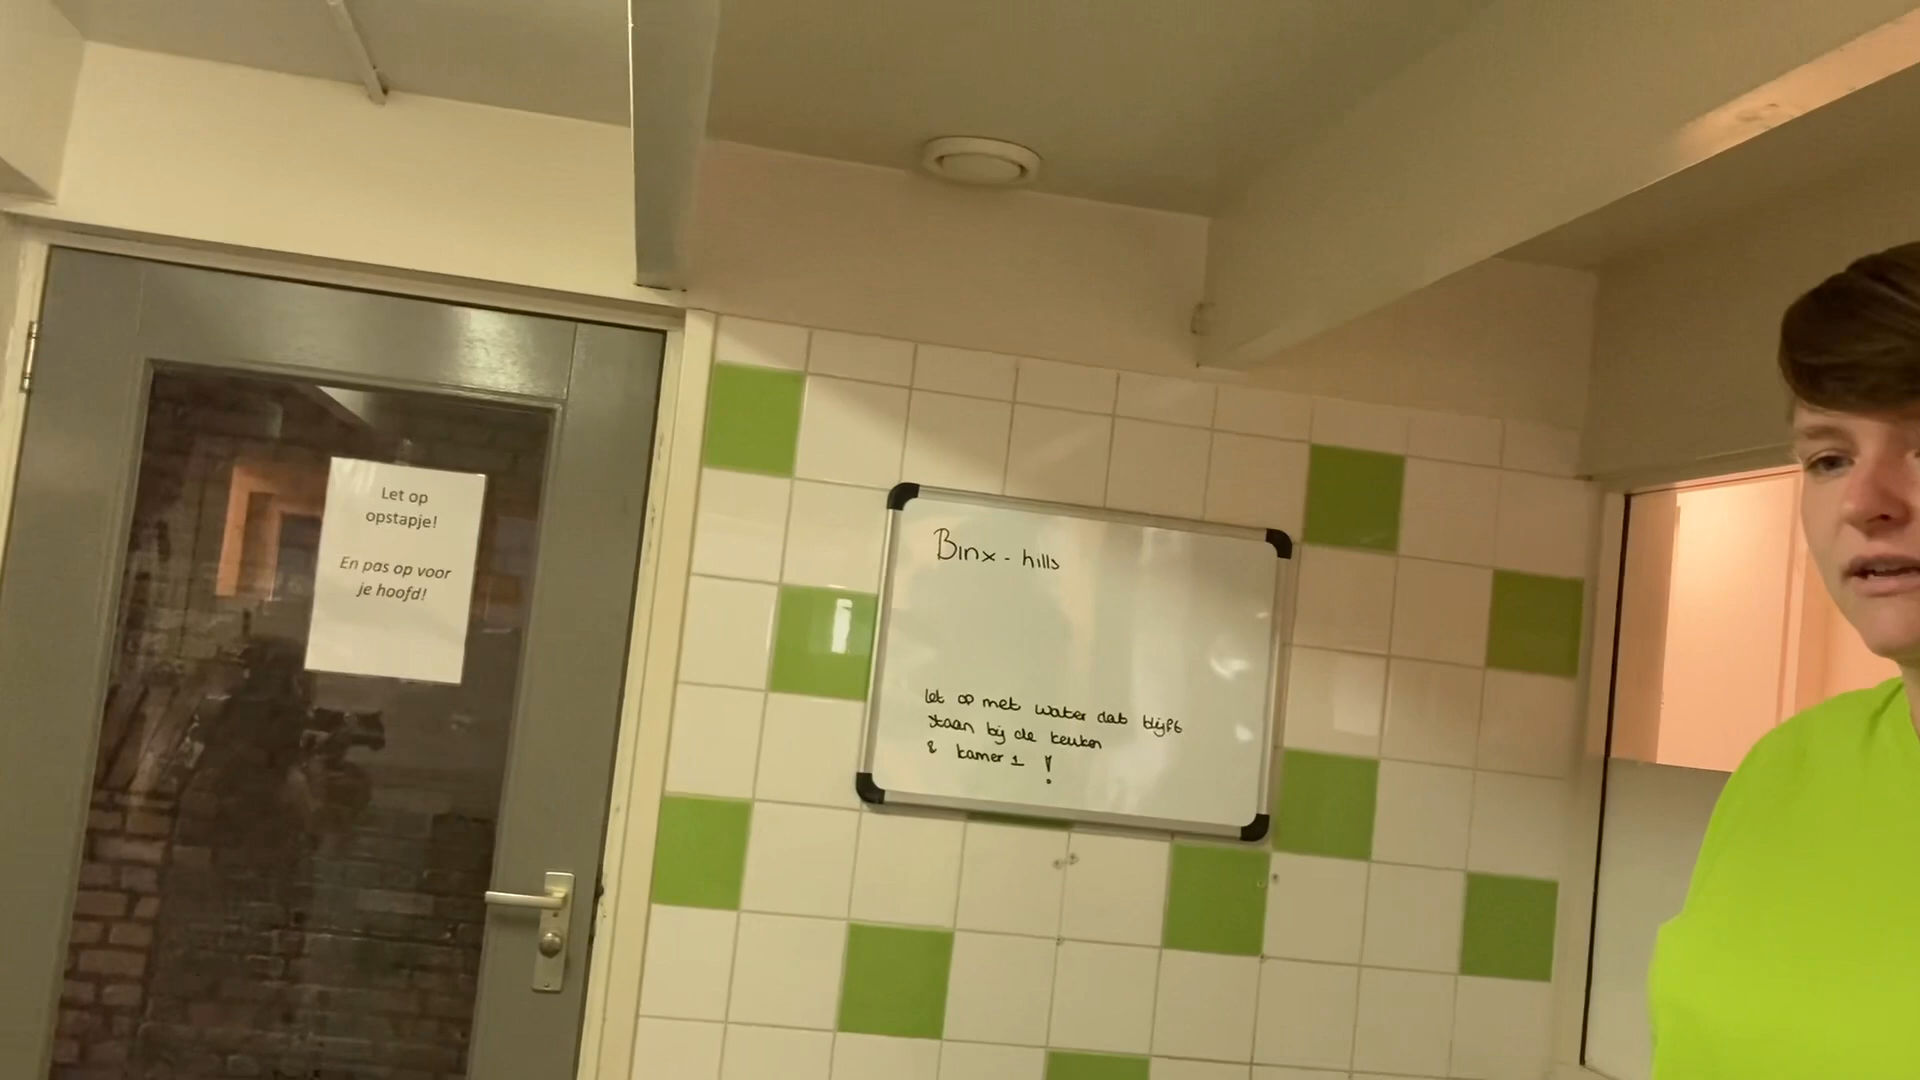 Let op
opstapje!
En pas op voor
je hoofd!
Binx - hills
Let op met water dat blijft
staan bij de keuken
& kamer 1 !